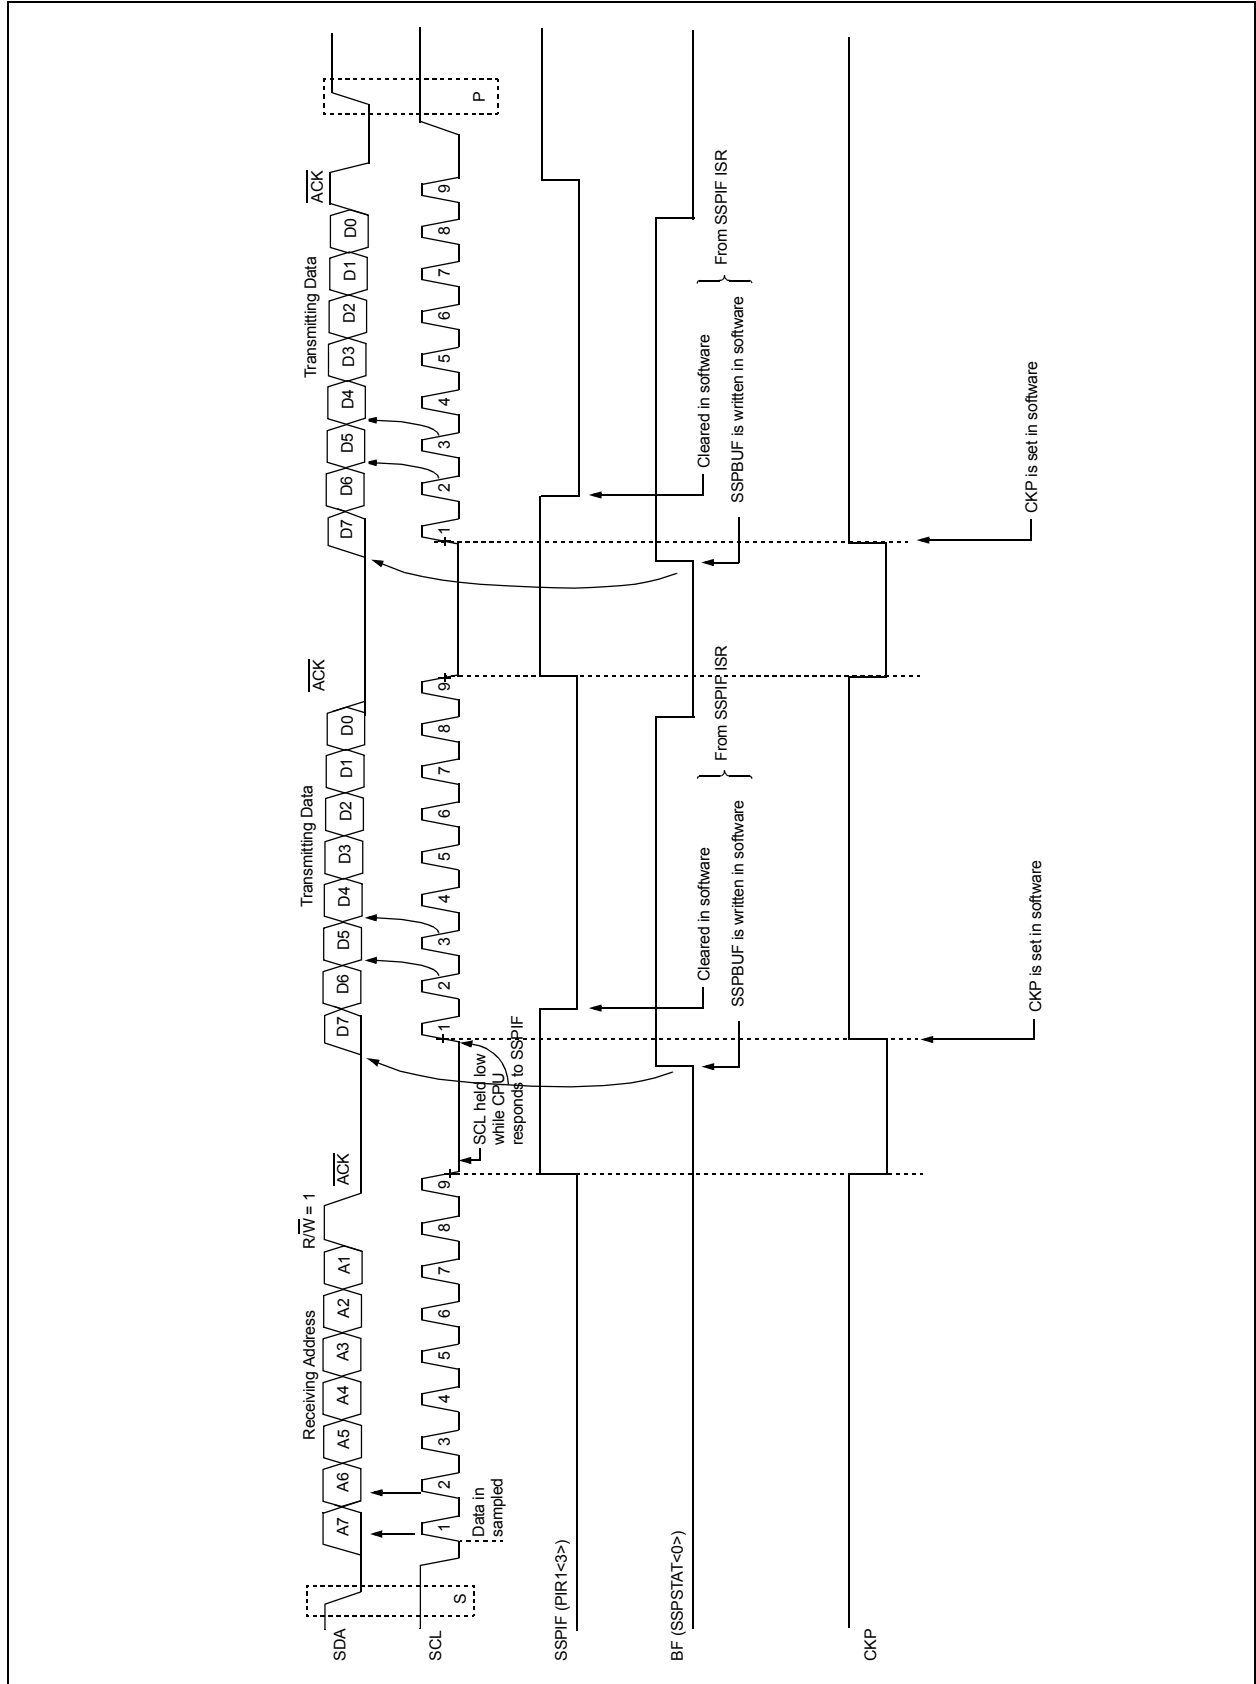 Receiving Address
R/W = 1
ACK
Transmitting Data
ACK
Transmitting Data
ACK
SDA
A7
A6
A5
A4
A3
A2
A1
D7
D6
D5
D4
D3
D2
D1
D0
D7
D6
D5
D4
D3
D2
D1
D0
SCL
S
1
2
3
4
5
6
7
8
9
1
2
3
4
5
6
7
8
9
1
2
3
4
5
6
7
8
9
P
Data in
sampled
SCL held low
while CPU
responds to SSPIF
SSPIF (PIR1<3>)
BF (SSPSTAT<0>)
Cleared in software
SSPBUF is written in software
From SSPIF ISR
Cleared in software
SSPBUF is written in software
From SSPIF ISR
CKP
CKP is set in software
CKP is set in software